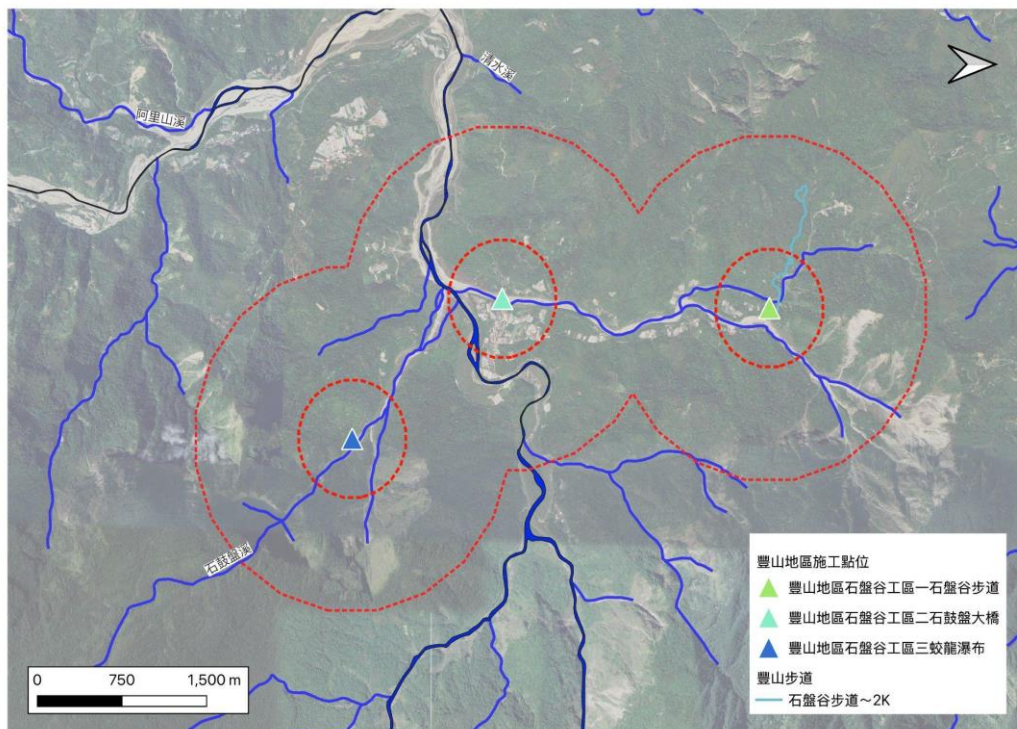 清水溪
阿里山溪
石鼓盤溪
豐山地區施工點位
豐山地區石盤谷工區一石盤谷步道
豐山地區石盤谷工區二石鼓盤大橋
豐山地區石盤谷工區三蛟龍瀑布
豐山步道
石盤谷步道～2K
0 750 1,500 m